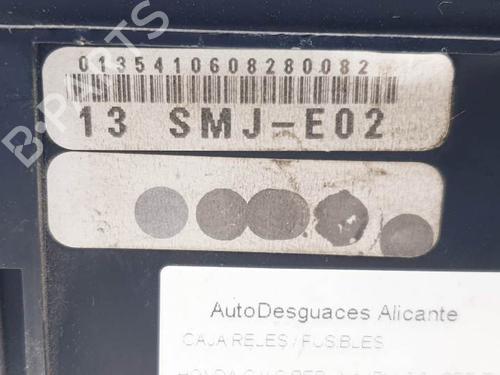 0135410608280082
13 SMJ-E02
B-PARTS
AutoDesguaces Alicante
CAJA RELES / FUSIBLES